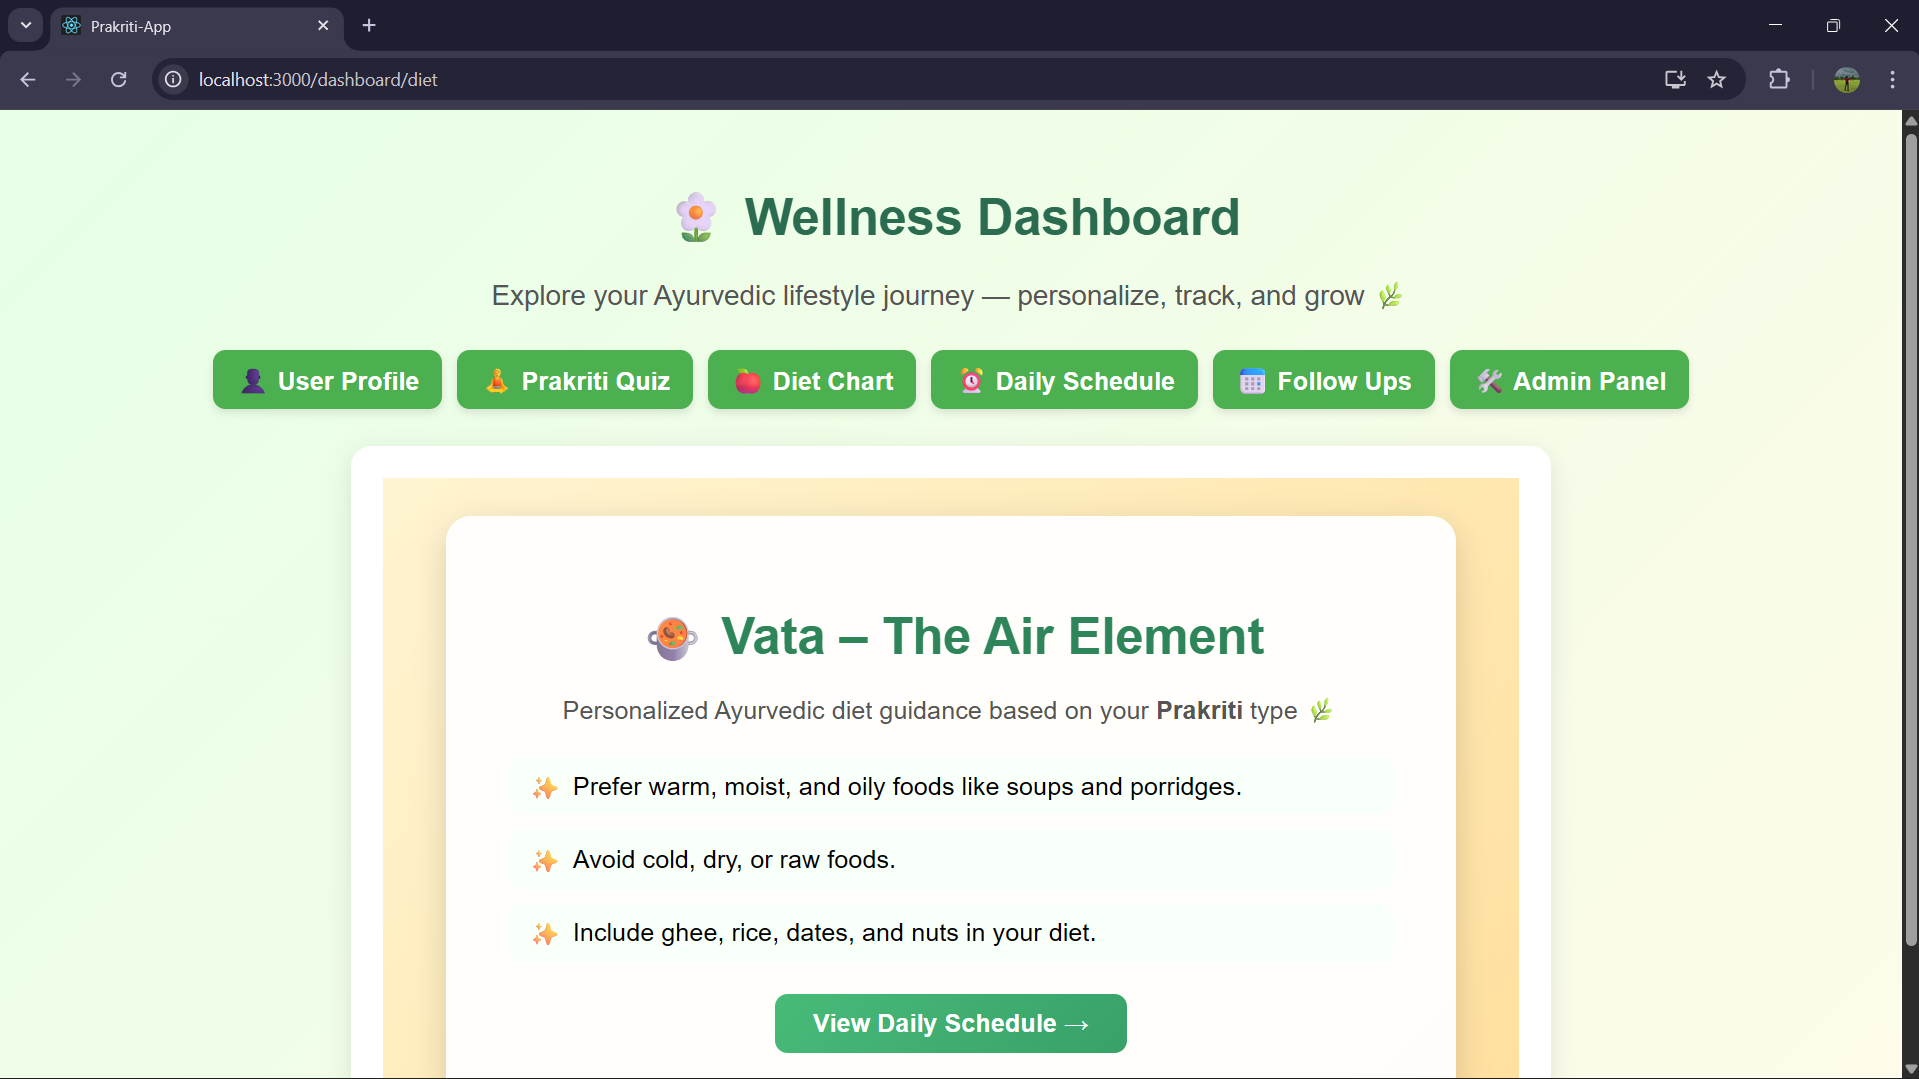 Prakriti-App
localhost:3000/dashboard/diet
Wellness Dashboard
Explore your Ayurvedic lifestyle journey — personalize, track, and grow
User Profile
Prakriti Quiz
Diet Chart
Daily Schedule
Follow Ups
Admin Panel
Vata – The Air Element
Personalized Ayurvedic diet guidance based on your Prakriti type
Prefer warm, moist, and oily foods like soups and porridges.
Avoid cold, dry, or raw foods.
Include ghee, rice, dates, and nuts in your diet.
View Daily Schedule →